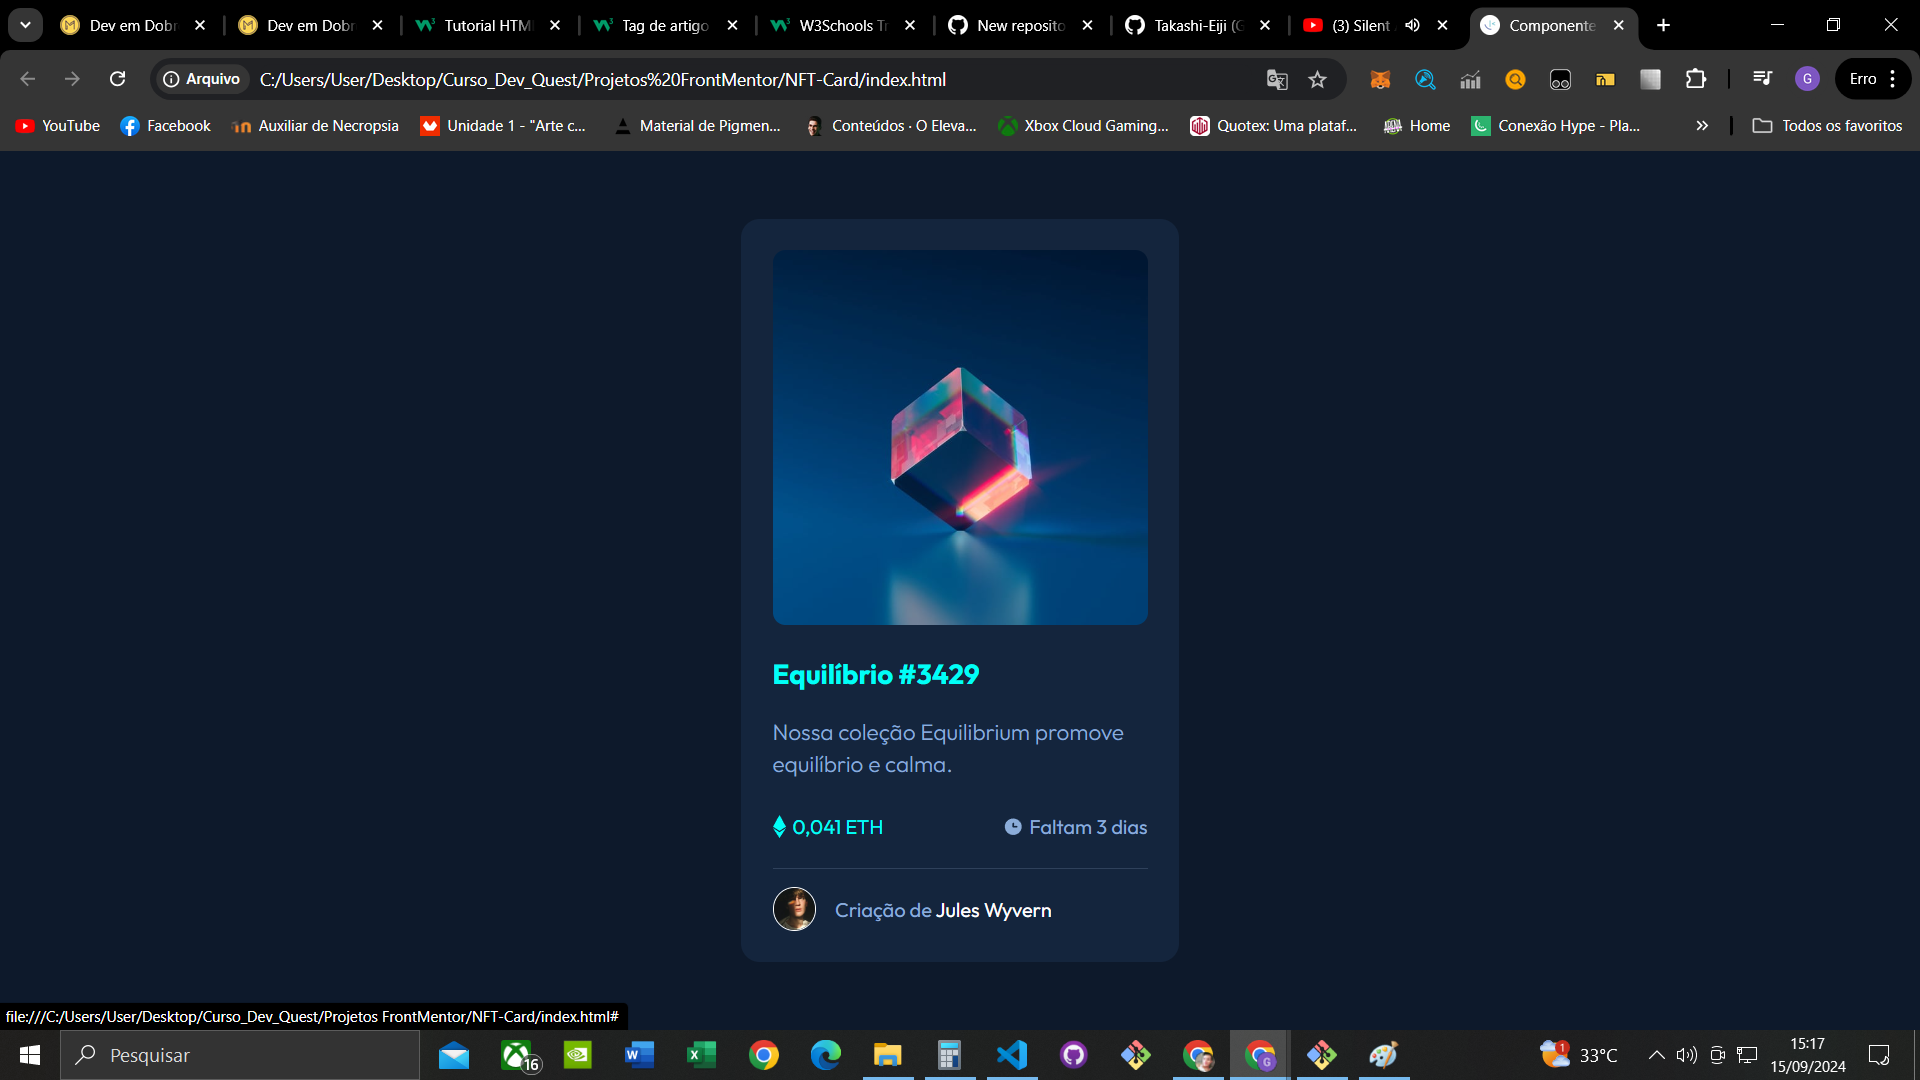 Dev em Dobr
Dev em Dobr
Tutorial HTM
Tag de artigo
W3Schools Tr
New reposito
Takashi-Eiji (G
(3) Silent
Componente
Arquivo
C:/Users/User/Desktop/Curso_Dev_Quest/Projetos%20FrontMentor/NFT-Card/index.html
G
Erro
YouTube
Facebook
Auxiliar de Necropsia
Unidade 1 - "Arte c...
Material de Pigmen...
Conteúdos · O Eleva...
Xbox Cloud Gaming...
Quotex: Uma plataf...
Home
Conexão Hype - Pla...
Todos os favoritos
Equilíbrio #3429
Nossa coleção Equilibrium promove
equilíbrio e calma.
0,041 ETH
Faltam 3 dias
Criação de Jules Wyvern
file:///C:/Users/User/Desktop/Curso_Dev_Quest/Projetos FrontMentor/NFT-Card/index.html#
Pesquisar
16
1
33°C
15:17
15/09/2024